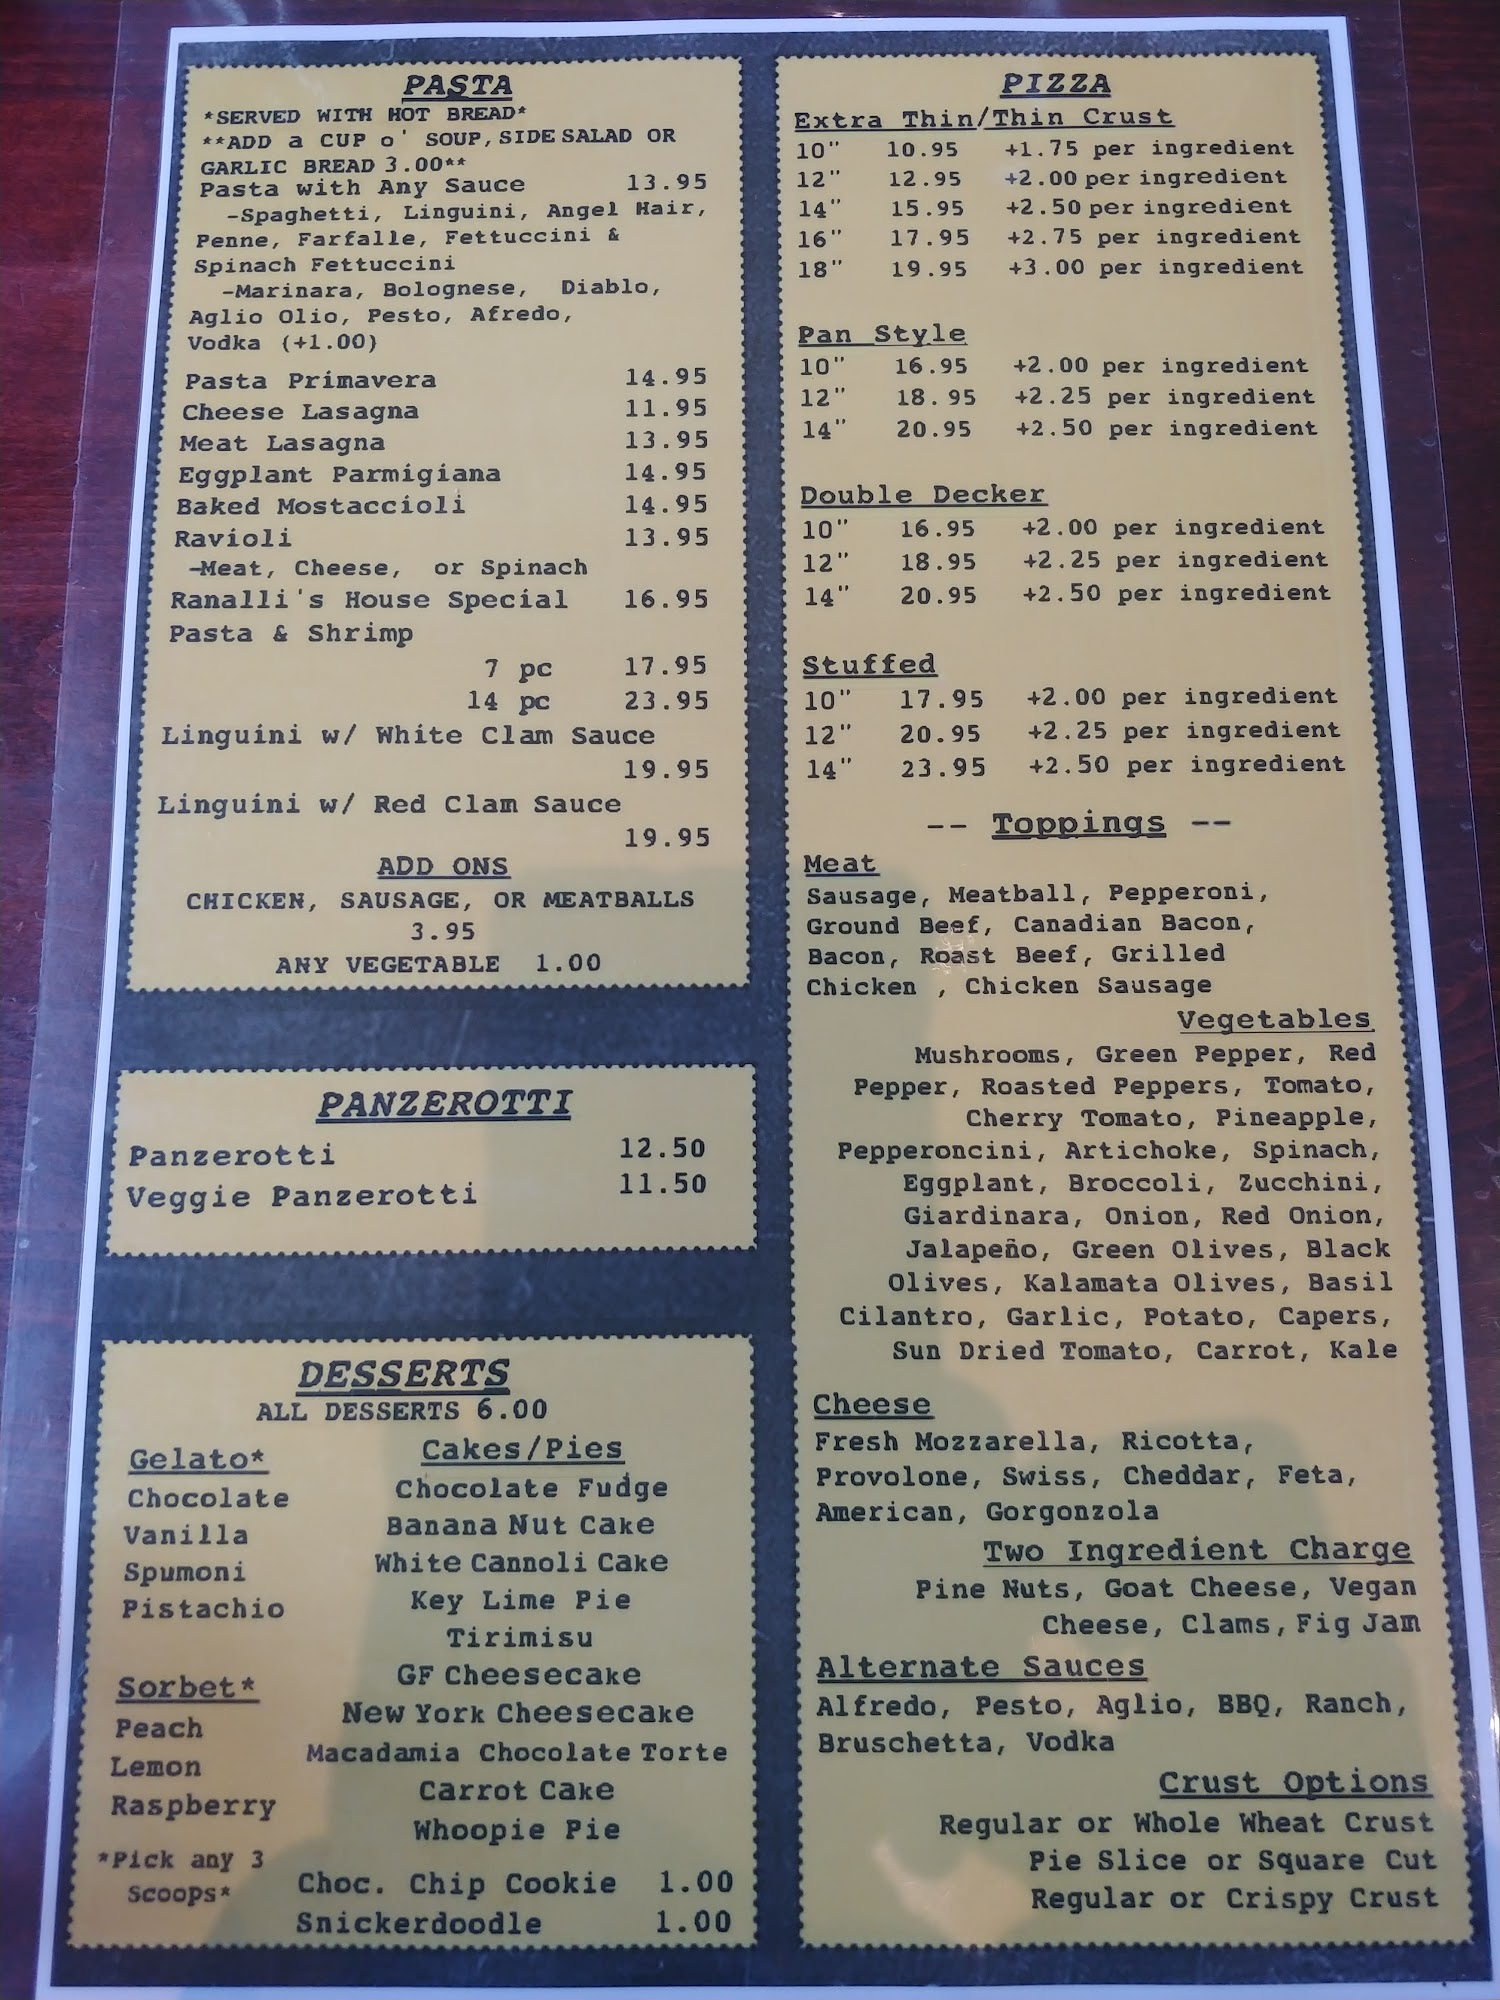 PASTA
*SERVED WITH HOT BREAD*
**ADD a CUP o' SOUP, SIDE SALAD OR
GARLIC BREAD 3.00**
Pasta with Any Sauce 13.95
-Spaghetti, Linguini, Angel Hair,
Penne, Farfalle, Fettuccini &
Spinach Fettuccini
-Marinara, Bolognese, Diablo,
Aglio Olio, Pesto, Afredo,
Vodka (+1.00)
Pasta Primavera 14.95
Cheese Lasagna 11.95
Meat Lasagna 13.95
Eggplant Parmigiana 14.95
Baked Mostaccioli 14.95
Ravioli 13.95
-Meat, Cheese, or Spinach
Ranalli's House Special 16.95
Pasta & Shrimp
7 pc 17.95
14 pc 23.95
Linguini w/ White Clam Sauce
19.95
Linguini w/ Red Clam Sauce
19.95
ADD ONS
CHICKEN, SAUSAGE, OR MEATBALLS
3.95
ANY VEGETABLE 1.00
PANZEROTTI
Panzerotti 12.50
Veggie Panzerotti 11.50
DESSERTS
ALL DESSERTS 6.00
Gelato*
Chocolate
Vanilla
Spumoni
Pistachio
Sorbet*
Peach
Lemon
Raspberry
*Pick any 3
Scoops*
Cakes/Pies
Chocolate Fudge
Banana Nut Cake
White Cannoli Cake
Key Lime Pie
Tirimisu
GF Cheesecake
New York Cheesecake
Macadamia Chocolate Torte
Carrot Cake
Whoopie Pie
Choc. Chip Cookie 1.00
Snickerdoodle 1.00
PIZZA
Extra Thin/Thin Crust
10" 10.95 +1.75 per ingredient
12" 12.95 +2.00 per ingredient
14" 15.95 +2.50 per ingredient
16" 17.95 +2.75 per ingredient
18" 19.95 +3.00 per ingredient
Pan Style
10" 16.95 +2.00 per ingredient
12" 18.95 +2.25 per ingredient
14" 20.95 +2.50 per ingredient
Double Decker
10" 16.95 +2.00 per ingredient
12" 18.95 +2.25 per ingredient
14" 20.95 +2.50 per ingredient
Stuffed
10" 17.95 +2.00 per ingredient
12" 20.95 +2.25 per ingredient
14" 23.95 +2.50 per ingredient
-- Toppings --
Meat
Sausage, Meatball, Pepperoni,
Ground Beef, Canadian Bacon,
Bacon, Roast Beef, Grilled
Chicken , Chicken Sausage
Vegetables
Mushrooms, Green Pepper, Red
Pepper, Roasted Peppers, Tomato,
Cherry Tomato, Pineapple,
Pepperoncini, Artichoke, Spinach,
Eggplant, Broccoli, Zucchini,
Giardinara, Onion, Red Onion,
Jalapeño, Green Olives, Black
Olives, Kalamata Olives, Basil
Cilantro, Garlic, Potato, Capers,
Sun Dried Tomato, Carrot, Kale
Cheese
Fresh Mozzarella, Ricotta,
Provolone, Swiss, Cheddar, Feta,
American, Gorgonzola
Two Ingredient Charge
Pine Nuts, Goat Cheese, Vegan
Cheese, Clams, Fig Jam
Alternate Sauces
Alfredo, Pesto, Aglio, BBQ, Ranch,
Bruschetta, Vodka
Crust Options
Regular or Whole Wheat Crust
Pie Slice or Square Cut
Regular or Crispy Crust